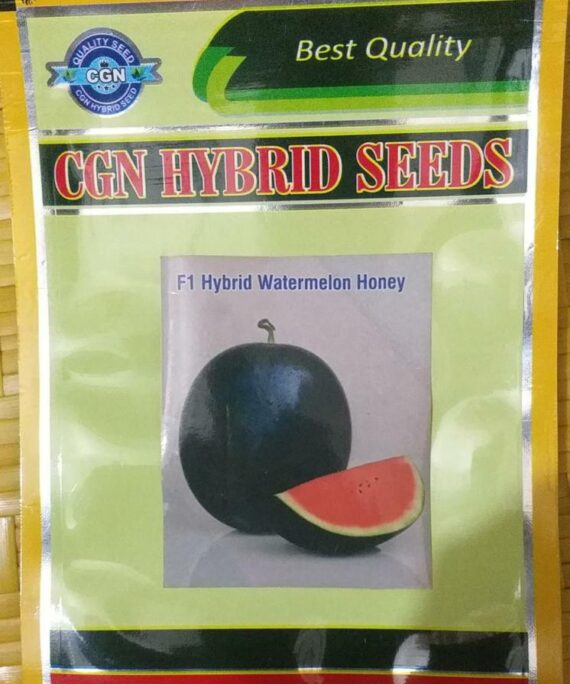 QUALITY SEED
CGN
CGN HYBRID SEED
Best Quality
CGN HYBRID SEEDS
F1 Hybrid Watermelon Honey